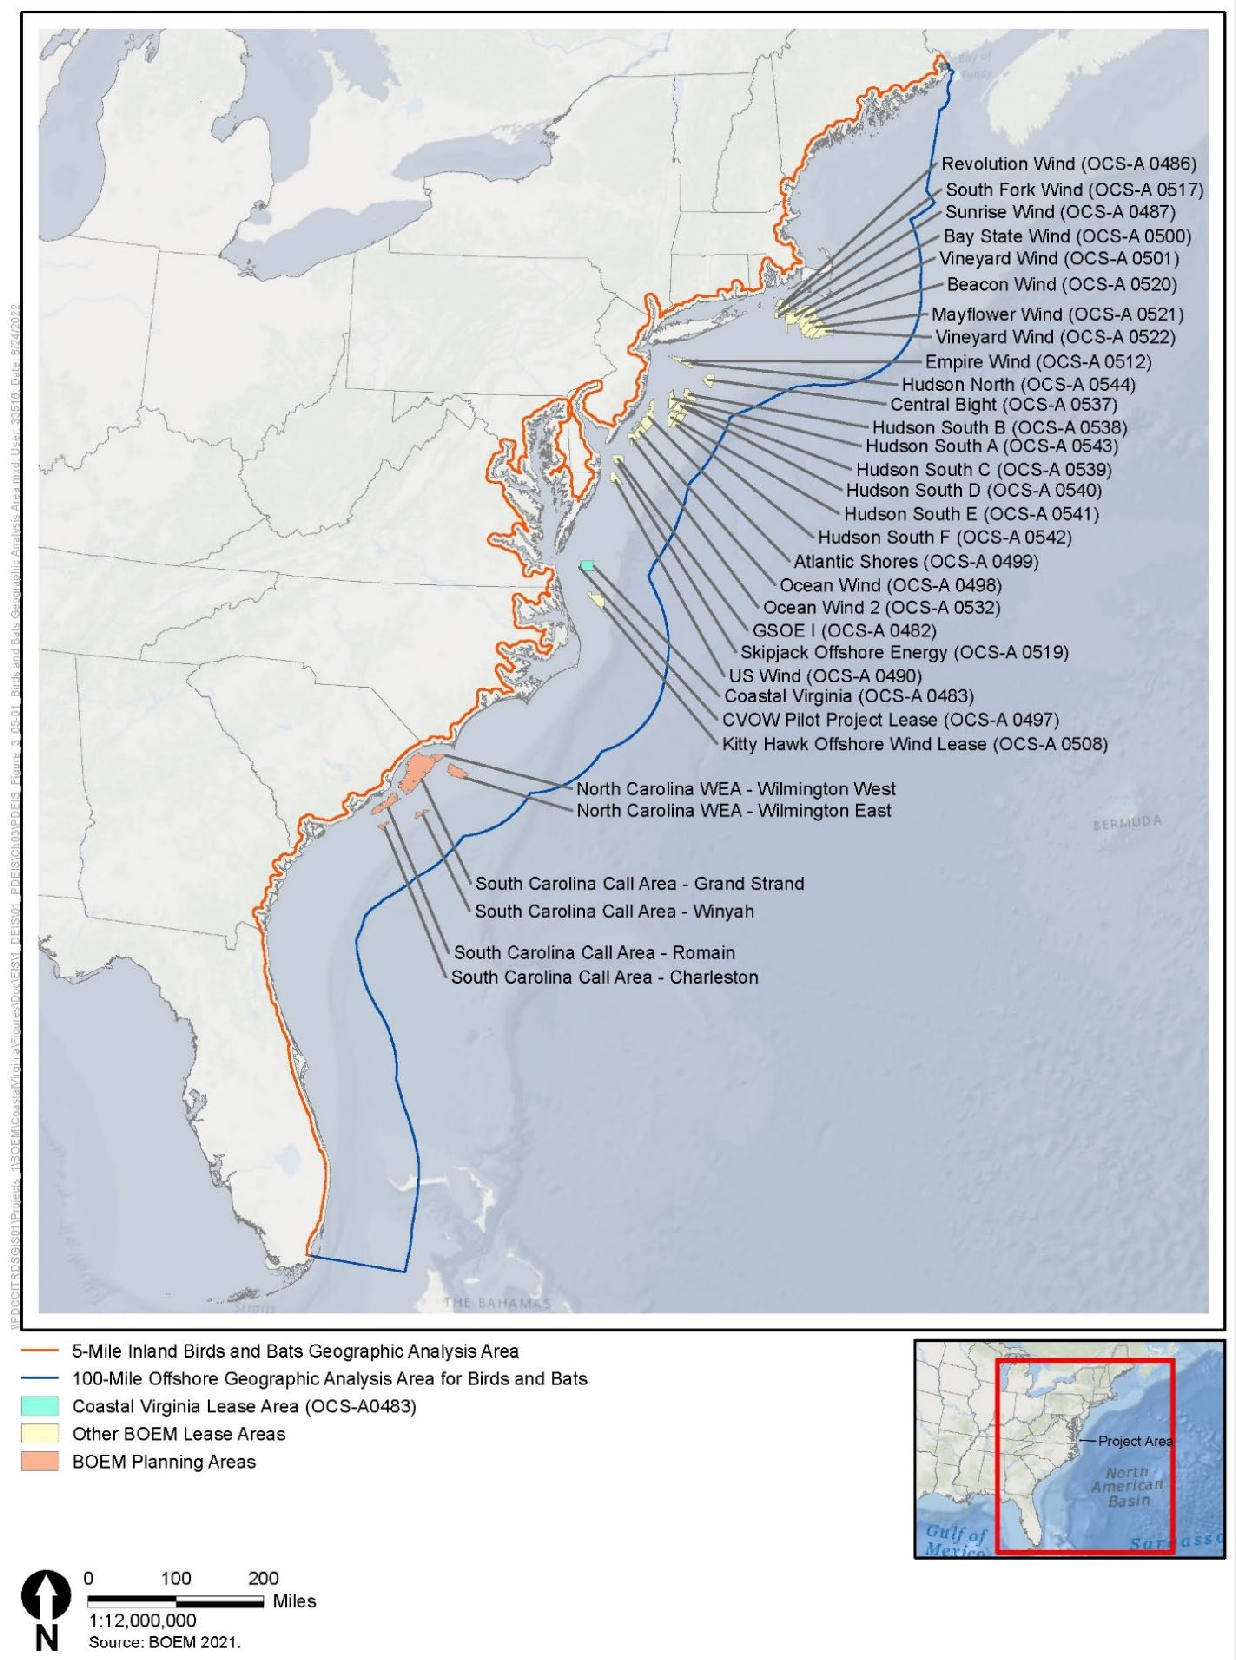 Bay of
Fundy
Revolution Wind (OCS-A 0486)
South Fork Wind (OCS-A 0517)
Sunrise Wind (OCS-A 0487)
Bay State Wind (OCS-A 0500)
Vineyard Wind (OCS-A 0501)
Beacon Wind (OCS-A 0520)
Mayflower Wind (OCS-A 0521)
Vineyard Wind (OCS-A 0522)
Empire Wind (OCS-A 0512)
Hudson North (OCS-A 0544)
Central Bight (OCS-A 0537)
Hudson South B (OCS-A 0538)
Hudson South A (OCS-A 0543)
Hudson South C (OCS-A 0539)
Hudson South D (OCS-A 0540)
Hudson South E (OCS-A 0541)
Hudson South F (OCS-A 0542)
Atlantic Shores (OCS-A 0499)
Ocean Wind (OCS-A 0498)
Ocean Wind 2 (OCS-A 0532)
GSOE I (OCS-A 0482)
Skipjack Offshore Energy (OCS-A 0519)
US Wind (OCS-A 0490)
Coastal Virginia (OCS-A 0483)
CVOW Pilot Project Lease (OCS-A 0497)
Kitty Hawk Offshore Wind Lease (OCS-A 0508)
North Carolina WEA - Wilmington West
North Carolina WEA - Wilmington East
BERMUDA
South Carolina Call Area - Grand Strand
South Carolina Call Area - Winyah
South Carolina Call Area - Romain
South Carolina Call Area - Charleston
THE BAHAMAS
Straits
5-Mile Inland Birds and Bats Geographic Analysis Area
100-Mile Offshore Geographic Analysis Area for Birds and Bats
Coastal Virginia Lease Area (OCS-A0483)
Other BOEM Lease Areas
BOEM Planning Areas
Project Area
North
American
Basin
Gulf of
Mexico
Sargasso
0 100 200
Miles
1:12,000,000
Source: BOEM 2021.
N